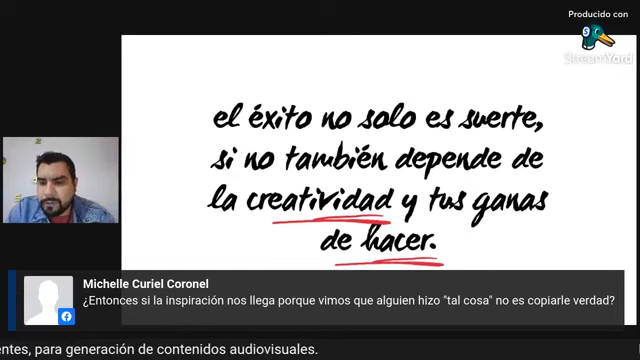 Producido con
StreamYard
el éxito no solo es suerte,
si no también depende de
la creatividad y tus ganas
de hacer.
Michelle Curiel Coronel
¿Entonces si la inspiración nos llega porque vimos que alguien hizo "tal cosa" no es copiarle verdad?
entes, para generación de contenidos audiovisuales.